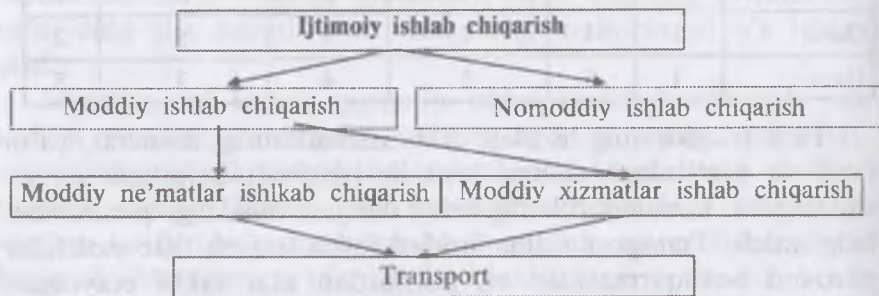 Ijtimoiy ishlab chiqarish
Moddiy ishlab chiqarish Nomoddiy ishlab chiqarish
Moddiy ne'matlar ishlkab chiqarish Moddiy xizmatlar ishlab chiqarish
Transport